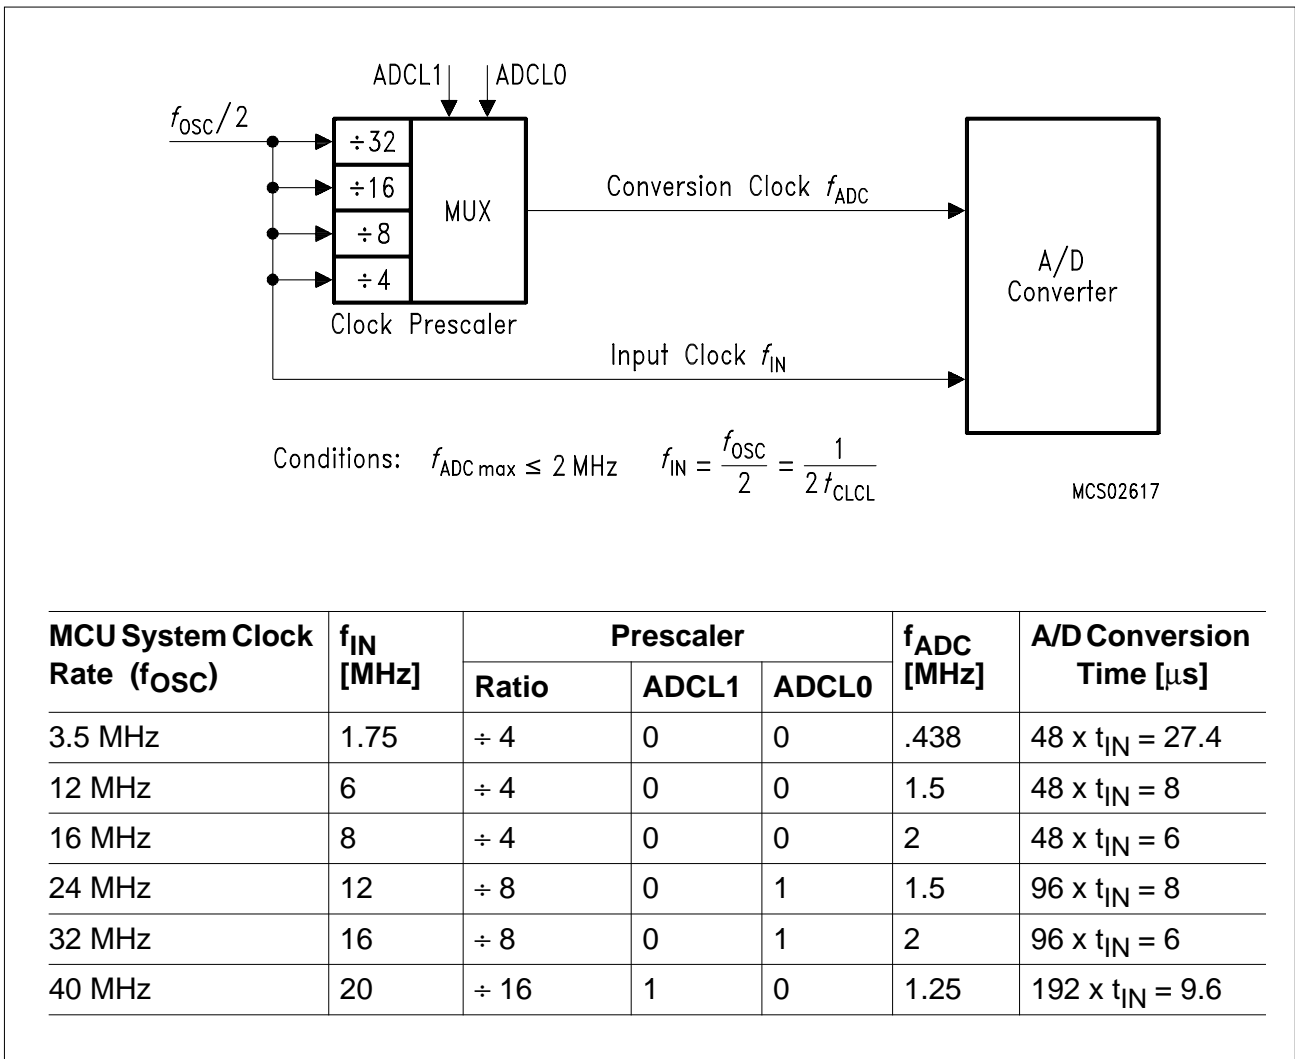 ADCL1 ADCL0
fOSC/2
÷32
÷16
÷8
÷4
MUX
Conversion Clock fADC
A/D
Converter
Clock Prescaler
Input Clock fIN
Conditions: fADC max ≤ 2 MHz fIN = fOSC/2 = 1/2 tCLCL
MCS02617
MCU System Clock Rate (fOSC) fIN [MHz] Prescaler fADC [MHz] A/D Conversion Time [μs]
Ratio ADCL1 ADCL0
3.5 MHz 1.75 ÷ 4 0 0 .438 48 x tIN = 27.4
12 MHz 6 ÷ 4 0 0 1.5 48 x tIN = 8
16 MHz 8 ÷ 4 0 0 2 48 x tIN = 6
24 MHz 12 ÷ 8 0 1 1.5 96 x tIN = 8
32 MHz 16 ÷ 8 0 1 2 96 x tIN = 6
40 MHz 20 ÷ 16 1 0 1.25 192 x tIN = 9.6